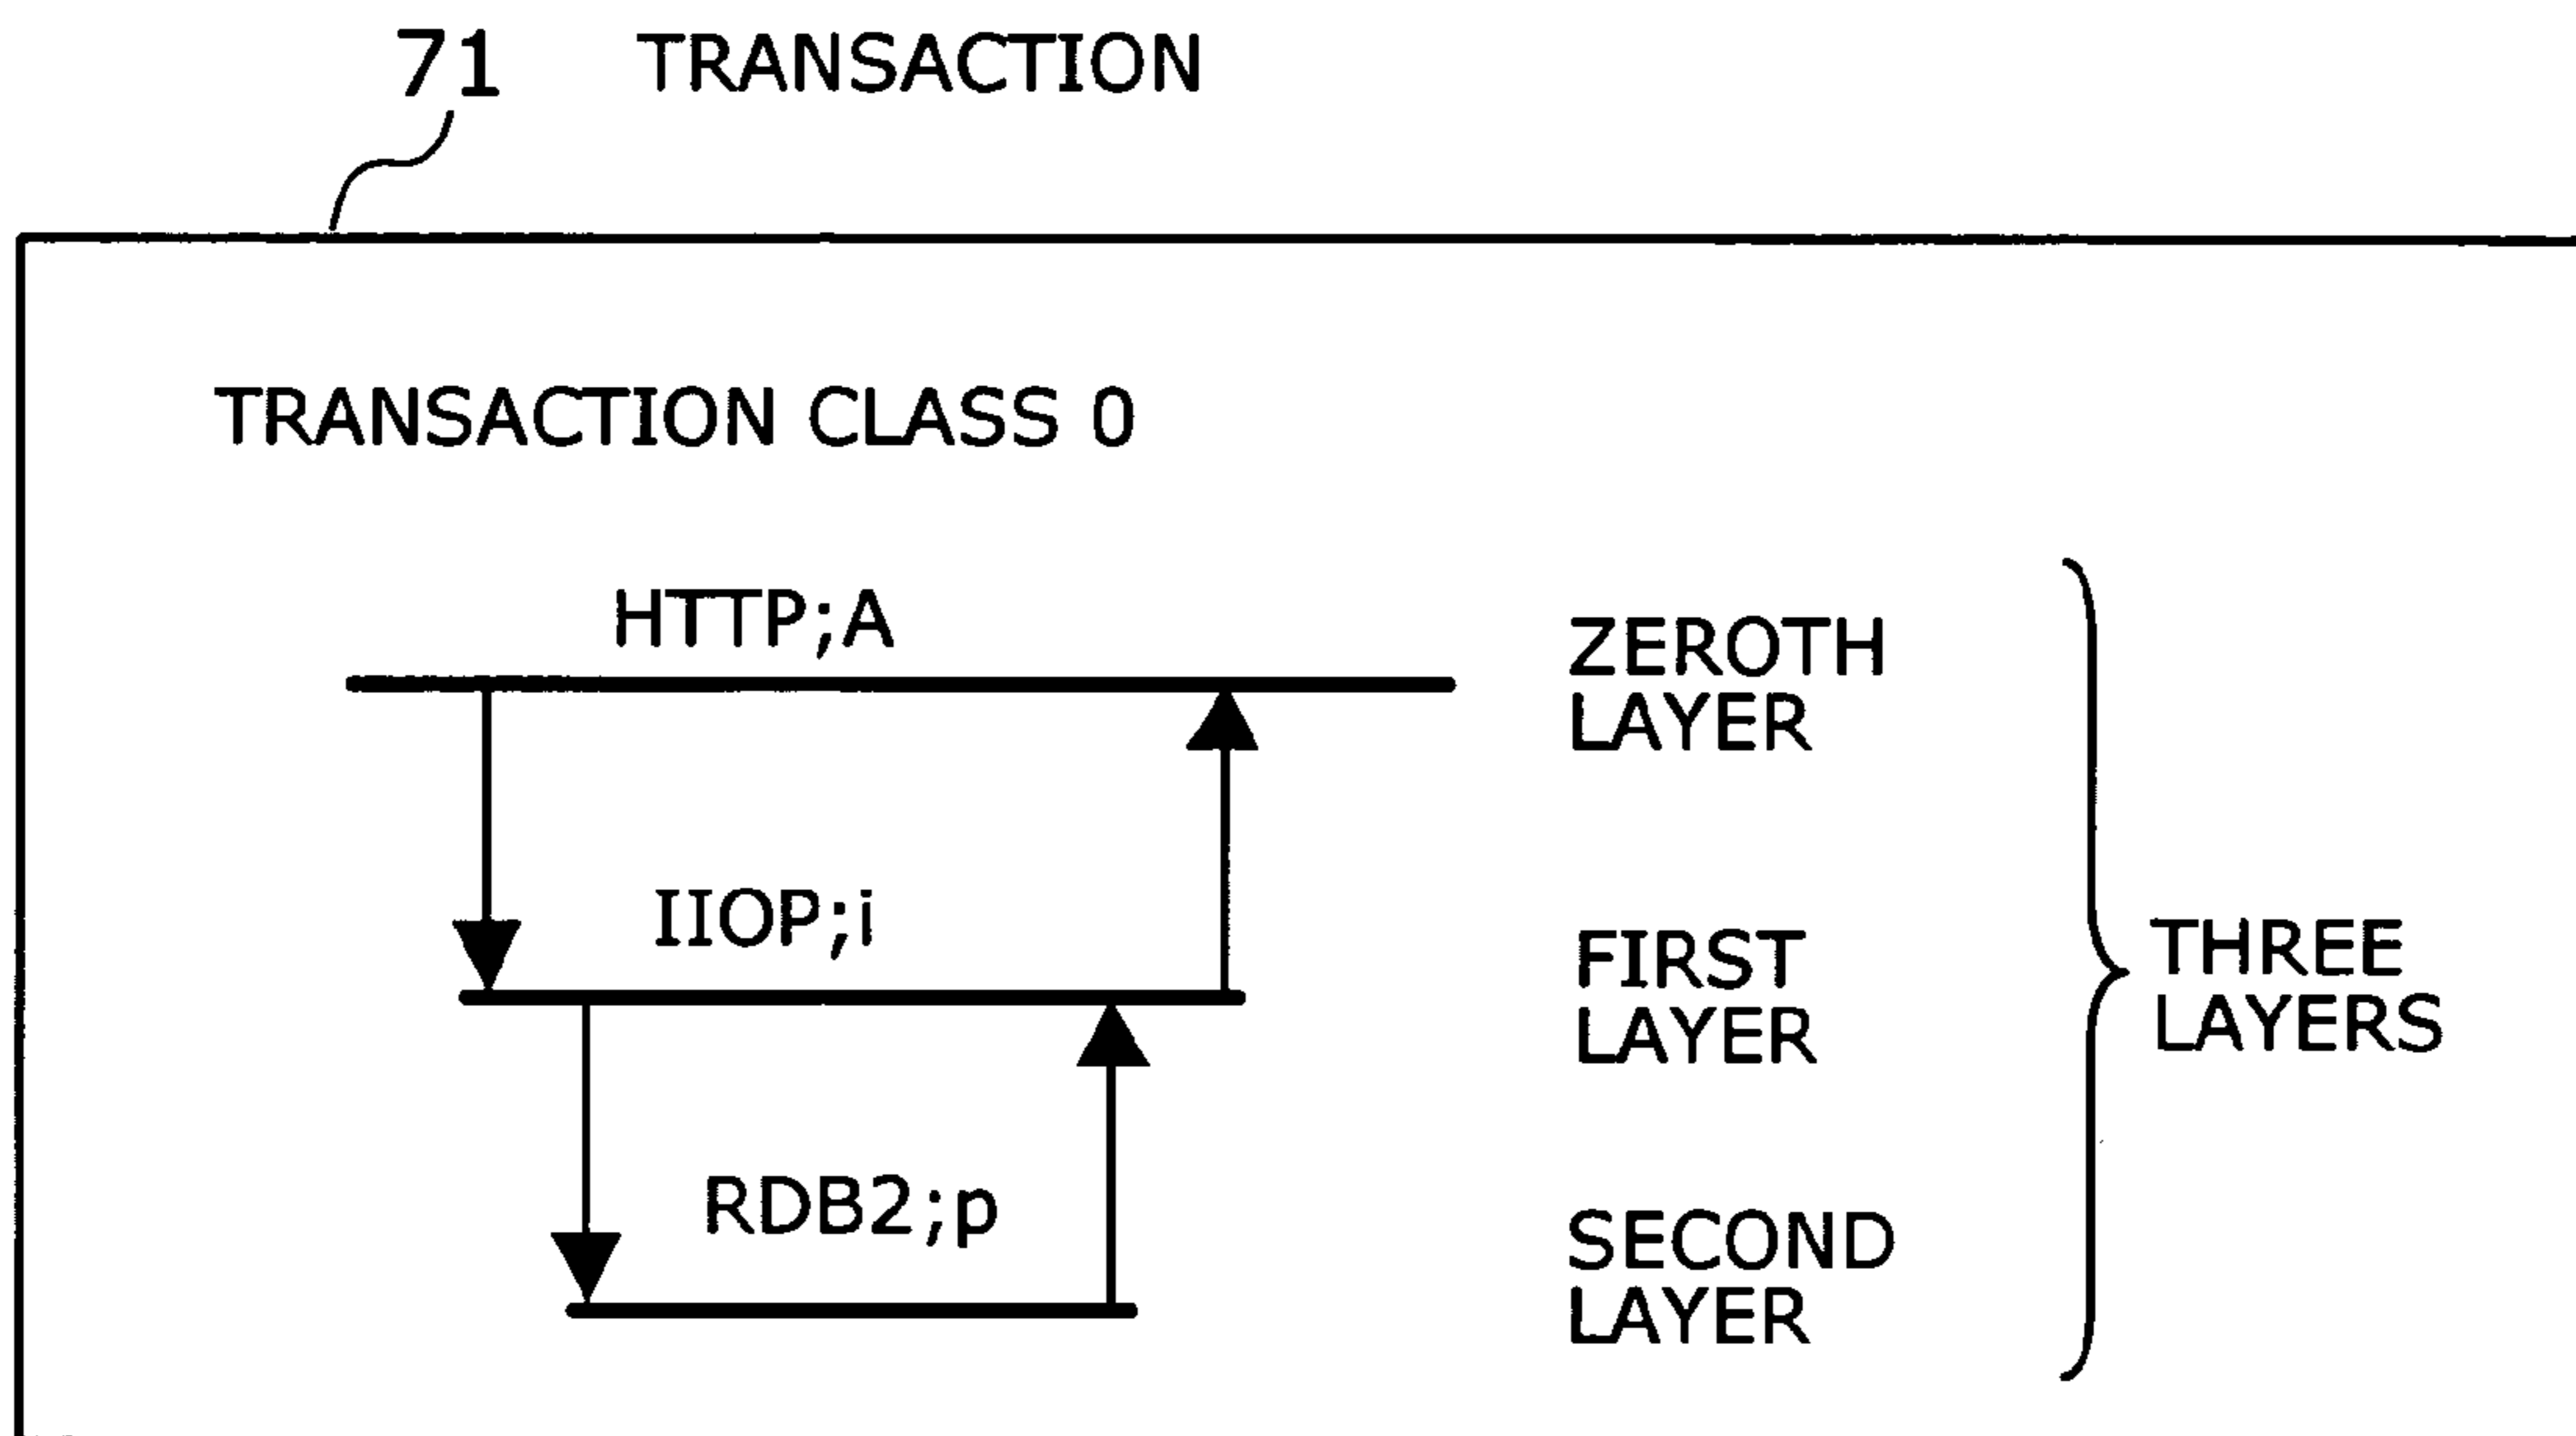 71 TRANSACTION
TRANSACTION CLASS 0
HTTP;A
ZEROTH
LAYER
IIOP;i
FIRST
LAYER
THREE
LAYERS
RDB2;p
SECOND
LAYER